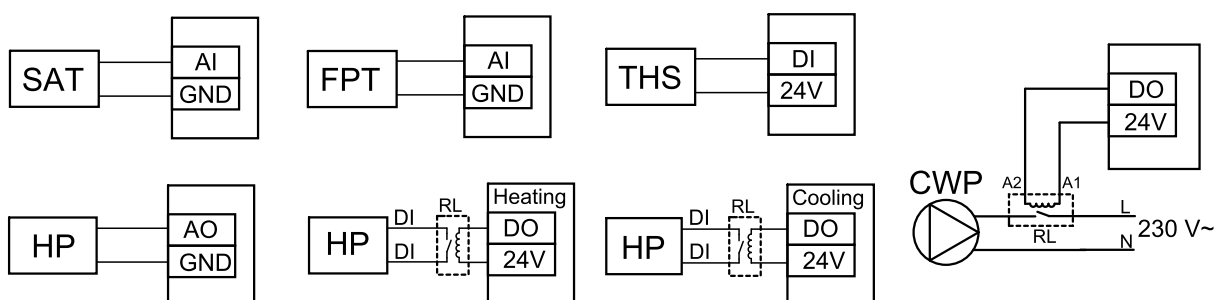 SAT
AI
GND
FPT
AI
GND
THS
DI
24V
DO
24V
CWP
A2
A1
RL
L
N
230 V~
HP
AO
GND
HP
DI
DI
RL
Heating
DO
24V
HP
DI
DI
RL
Cooling
DO
24V